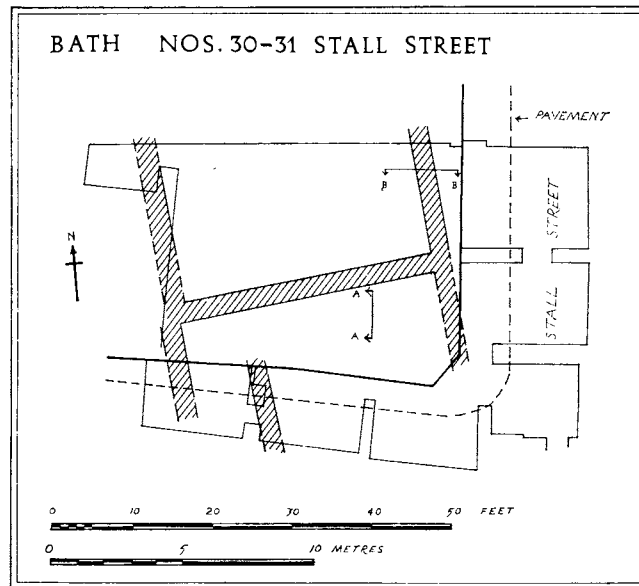 BATH NOS. 30-31 STALL STREET
PAVEMENT
B B
STALL STREET
N
A
A
0 10 20 30 40 50 FEET
0 5 10 METRES